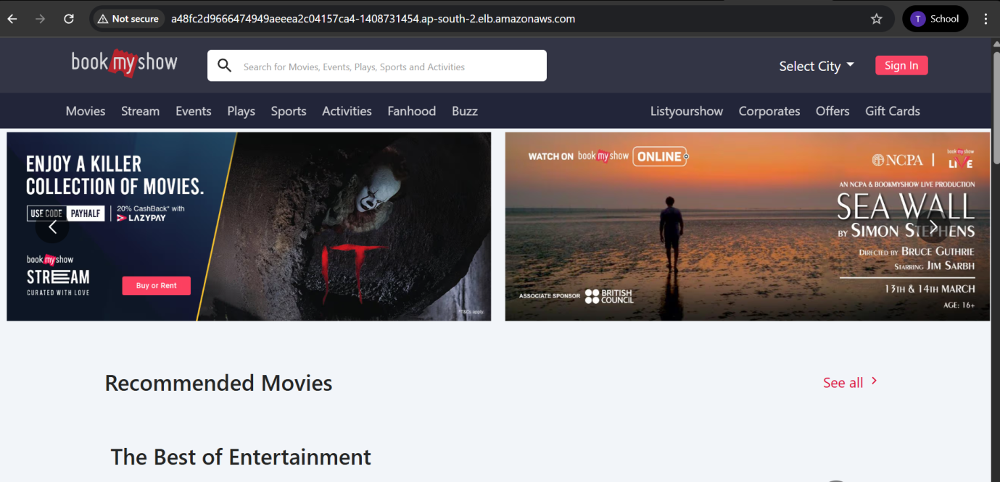 Not secure a48fc2d9666474949aeeea2c04157ca4-1408731454.ap-south-2.elb.amazonaws.com T School
book my show Search for Movies, Events, Plays, Sports and Activities Select City Sign In
Movies Stream Events Plays Sports Activities Fanhood Buzz Listyourshow Corporates Offers Gift Cards
ENJOY A KILLER
COLLECTION OF MOVIES.
USE CODE PAYHALF 20% CashBack* with
LAZYPAY
book my show
STREAM
CURATED WITH LOVE
Buy or Rent
IT
*T&Cs apply
WATCH ON book my show ONLINE
NCPA book my show
LIVE
AN NCPA & BOOKMYSHOW LIVE PRODUCTION
SEA WALL
BY SIMON STEPHENS
DIRECTED BY BRUCE GUTHRIE
STARRING JIM SARBH
13TH & 14TH MARCH
AGE: 16+
ASSOCIATE SPONSOR BRITISH
COUNCIL
Recommended Movies See all
The Best of Entertainment